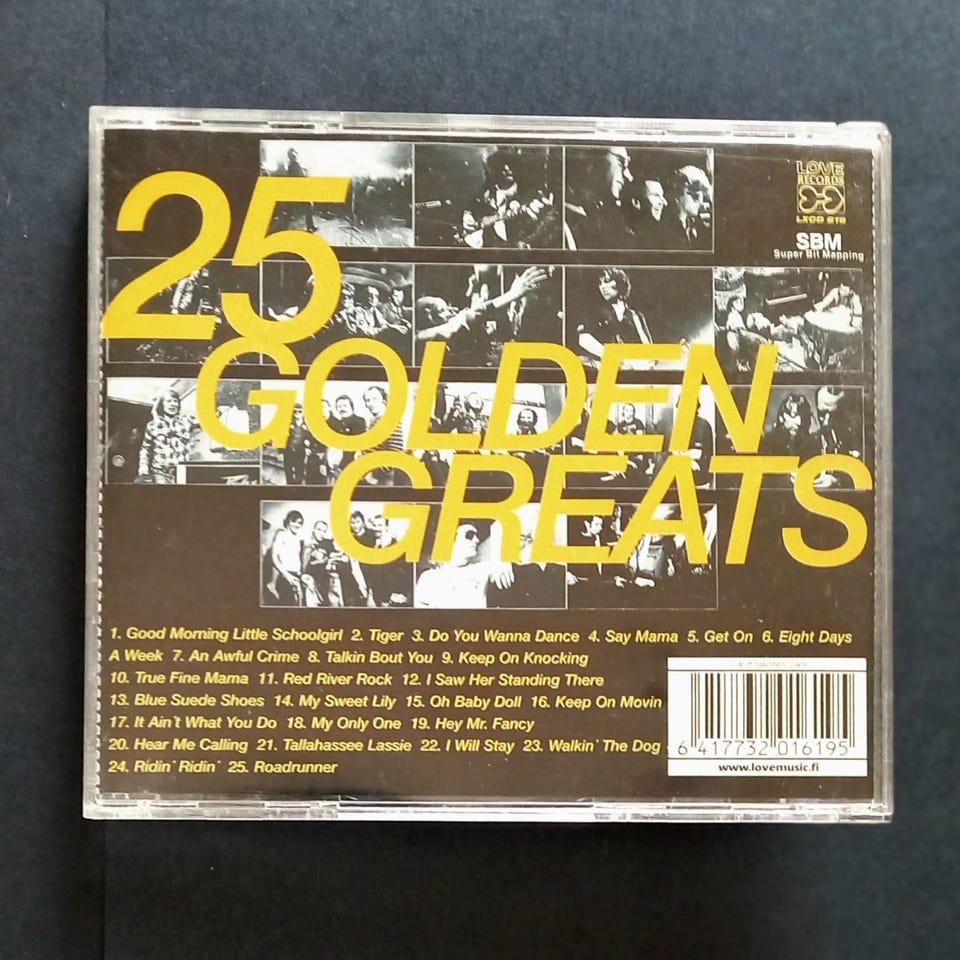 LOVE
RECORDS
LXCD 619
SBM
Super Bit Mapping
25
GOLDEN
GREATS
1. Good Morning Little Schoolgirl 2. Tiger 3. Do You Wanna Dance 4. Say Mama 5. Get On 6. Eight Days
A Week 7. An Awful Crime 8. Talkin Bout You 9. Keep On Knocking
10. True Fine Mama 11. Red River Rock 12. I Saw Her Standing There
13. Blue Suede Shoes 14. My Sweet Lily 15. Oh Baby Doll 16. Keep On Movin
17. It Ain't What You Do 18. My Only One 19. Hey Mr. Fancy
20. Hear Me Calling 21. Tallahassee Lassie 22. I Will Stay 23. Walkin' The Dog
24. Ridin' Ridin' 25. Roadrunner
6 417732 016195
www.lovemusic.fi